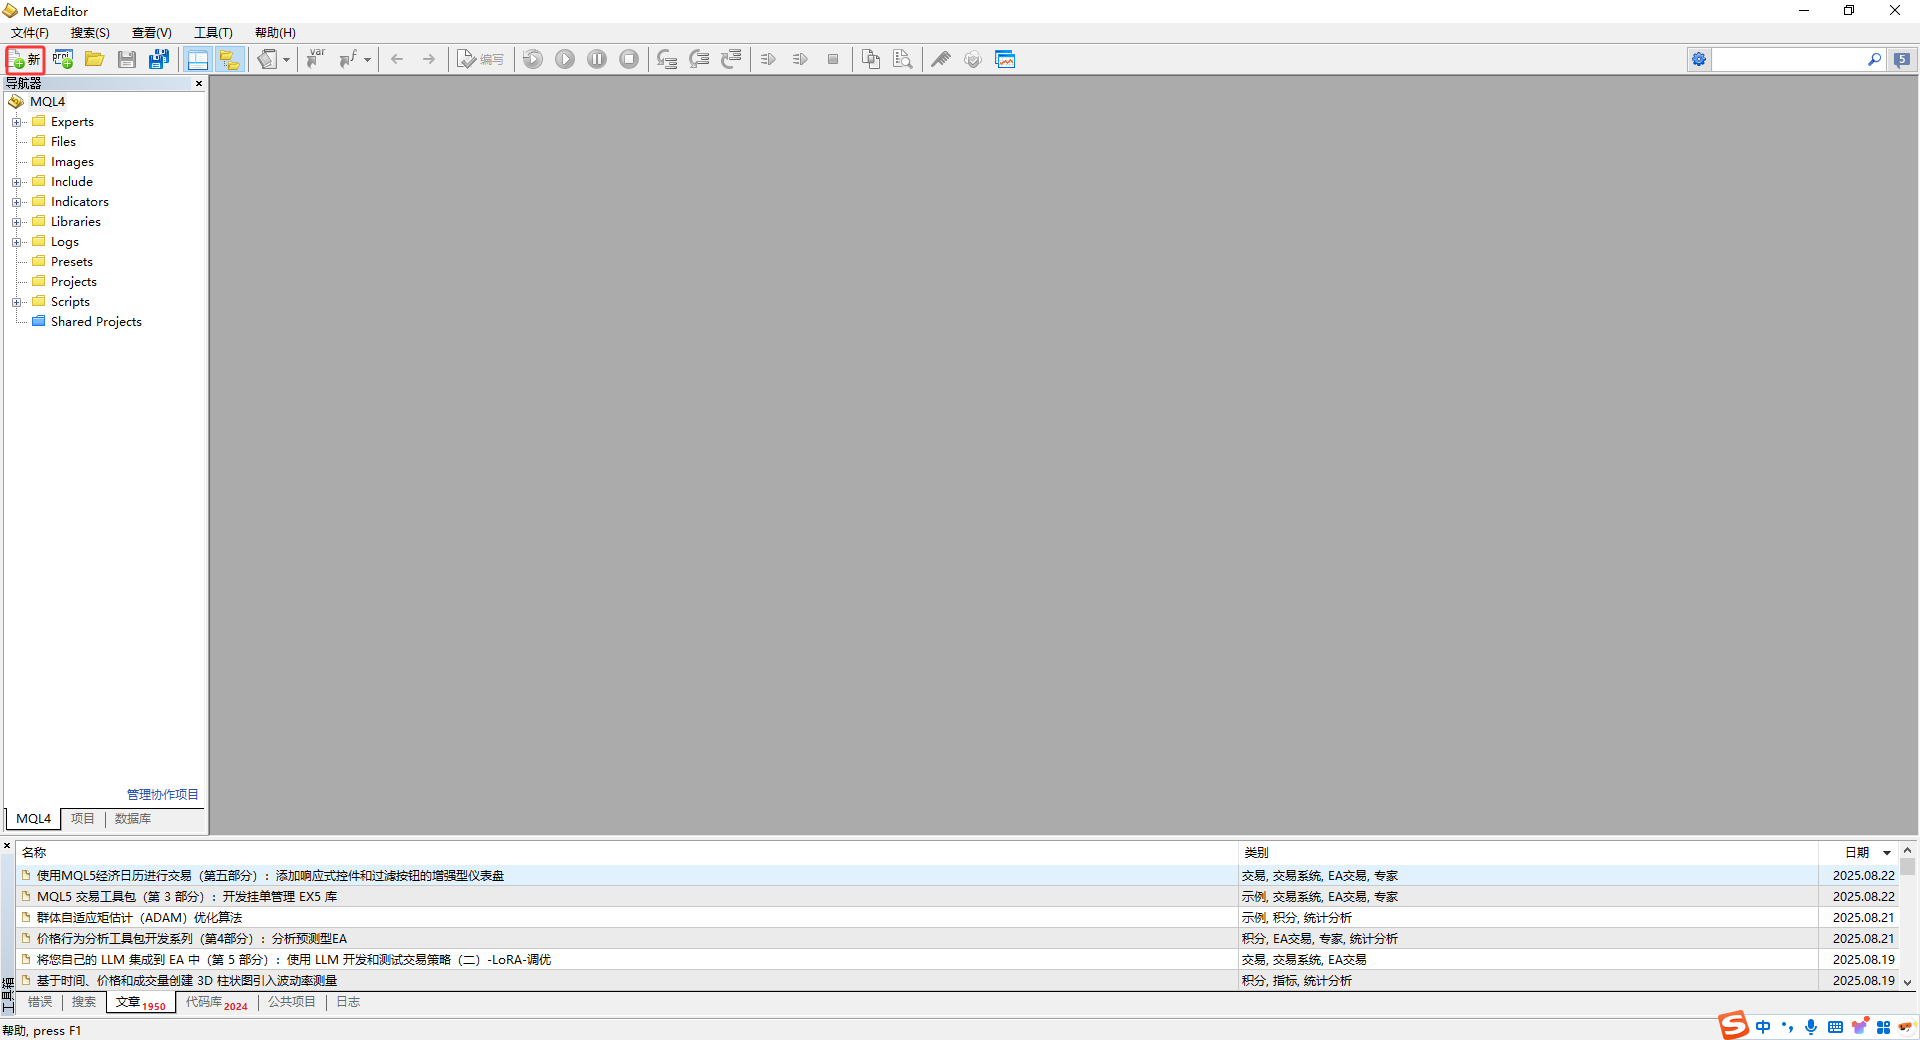 MetaEditor
文件(F) 搜索(S) 查看(V) 工具(T) 帮助(H)
新 编写 5
var
导航器
MQL4
Experts
Files
Images
Include
Indicators
Libraries
Logs
Presets
Projects
Scripts
Shared Projects
管理协作项目
MQL4 项目 数据库
名称 类别 日期
使用MQL5经济日历进行交易（第五部分）：添加响应式控件和过滤按钮的增强型仪表盘 交易, 交易系统, EA交易, 专家 2025.08.22
MQL5 交易工具包（第 3 部分）：开发挂单管理 EX5 库 示例, 交易系统, EA交易, 专家 2025.08.22
群体自适应矩估计（ADAM）优化算法 示例, 积分, 统计分析 2025.08.21
价格行为分析工具包开发系列（第4部分）：分析预测型EA 积分, EA交易, 专家, 统计分析 2025.08.21
将您自己的 LLM 集成到 EA 中（第 5 部分）：使用 LLM 开发和测试交易策略（二）-LoRA-调优 交易, 交易系统, EA交易 2025.08.19
基于时间、价格和成交量创建 3D 柱状图引入波动率测量 积分, 指标, 统计分析 2025.08.19
工具箱
错误 搜索 文章 1950 代码库 2024 公共项目 日志
帮助, press F1
S 中